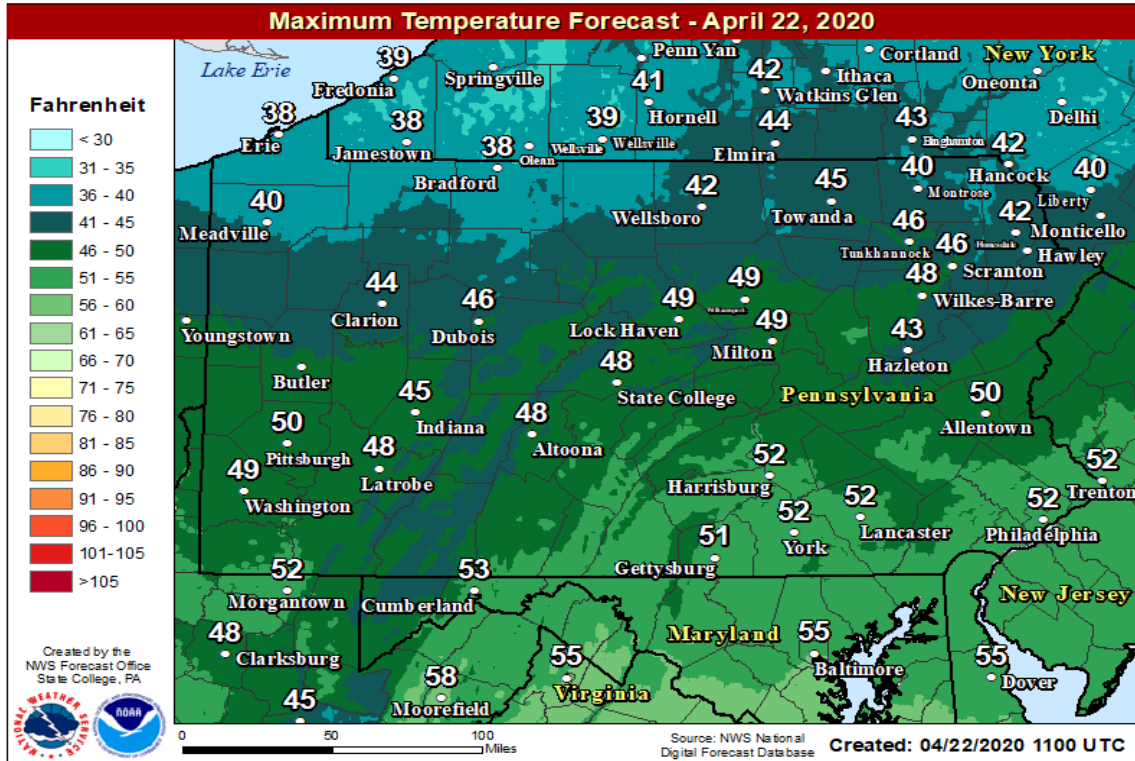 Maximum Temperature Forecast - April 22, 2020
Fahrenheit
< 30
31 - 35
36 - 40
41 - 45
46 - 50
51 - 55
56 - 60
61 - 65
66 - 70
71 - 75
76 - 80
81 - 85
86 - 90
91 - 95
96 - 100
101-105
>105
Lake Erie
39
Fredonia
Springville
Penn Yan
Cortland
New York
42
Watkins Glen
Ithaca
Oneonta
41
Hornell
Delhi
38
Erie
38
Jamestown
38
Bradford
Olean
Wellsville
39
Wellsville
44
Elmira
43
Binghamton
42
Hancock
40
Meadville
42
Wellsboro
45
Towanda
40
Montrose
40
Liberty
46
Tunkhannock
46
Scranton
42
Honesdale
Monticello
Hawley
44
Clarion
46
Dubois
49
Lock Haven
49
Williamsport
49
Milton
48
Wilkes-Barre
43
Hazleton
Youngstown
Butler
48
State College
Pennsylvania
50
Allentown
45
Indiana
48
Altoona
50
Pittsburgh
48
Latrobe
49
Washington
52
Harrisburg
52
York
52
Lancaster
52
Philadelphia
52
Trenton
51
Gettysburg
52
Morgantown
53
Cumberland
New Jersey
48
Clarksburg
Maryland
55
Baltimore
58
Moorefield
55
Virginia
55
Dover
45
Created by the
NWS Forecast Office
State College, PA
NATIONAL WEATHER SERVICE
NOAA
0
50
100
Miles
Source: NWS National
Digital Forecast Database
Created: 04/22/2020 1100 UTC